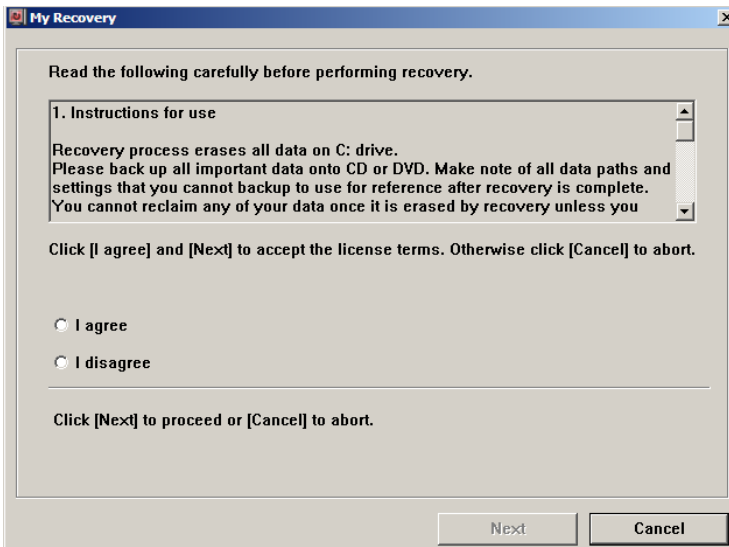 My Recovery
Read the following carefully before performing recovery.
1. Instructions for use
Recovery process erases all data on C: drive.
Please back up all important data onto CD or DVD. Make note of all data paths and
settings that you cannot backup to use for reference after recovery is complete.
You cannot reclaim any of your data once it is erased by recovery unless you
Click [I agree] and [Next] to accept the license terms. Otherwise click [Cancel] to abort.
I agree
I disagree
Click [Next] to proceed or [Cancel] to abort.
Next
Cancel